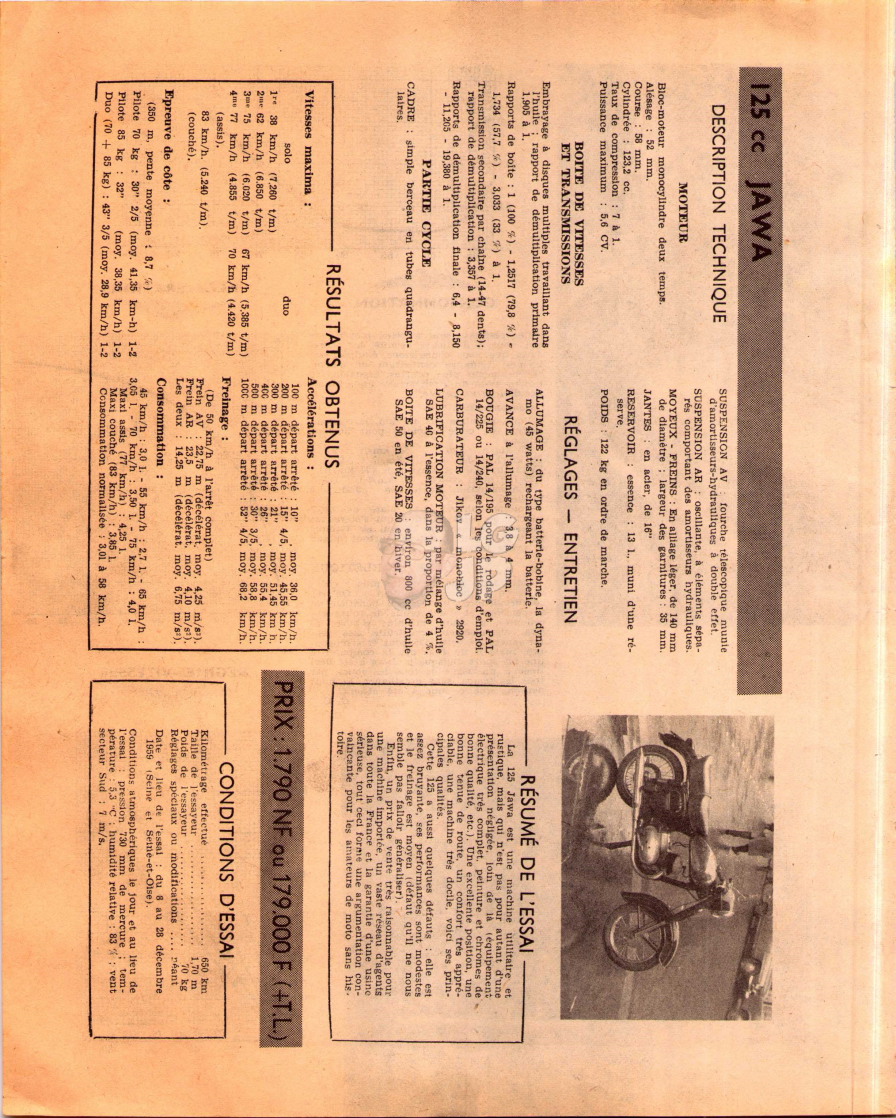 125 cc JAWA
DESCRIPTION TECHNIQUE
MOTEUR
Bloc-moteur monocylindre deux temps.
Alésage : 52 mm.
Course : 58 mm.
Cylindrée : 123,2 cc.
Taux de compression : 7 à 1.
Puissance maximum : 5,6 CV.
BOITE DE VITESSES
ET TRANSMISSIONS
Embrayage à disques multiples travaillant dans
l'huile ; rapport de démultiplication primaire
1,905 à 1.
Rapports de boîte : 1 (100 %) - 1,2517 (79,8 %) -
1,734 (57,7 %) - 3,033 (33 %) à 1.
Transmission secondaire par chaîne (14-47 dents);
rapport de démultiplication : 3,357 à 1.
Rapports de démultiplication finale : 6,4 - 8,150
- 11,205 - 19,380 à 1.
PARTIE CYCLE
CADRE : simple berceau en tubes quadrangu-
laires.
SUSPENSION AV : fourche télescopique munie
d'amortisseurs-hydrauliques à double effet.
SUSPENSION AR : oscillante, à éléments sépa-
rés comportant des amortisseurs hydrauliques.
MOYEUX - FREINS : En alliage léger, de 140 mm
de diamètre ; largeur des garnitures : 35 mm.
JANTES : en acier, de 16"
RESERVOIR : essence : 13 l., muni d'une ré-
serve.
POIDS : 122 kg en ordre de marche.
RÉGLAGES — ENTRETIEN
ALLUMAGE : du type batterie-bobine, la dyna-
mo (45 watts) rechargeant la batterie.
AVANCE à l'allumage : 3,8 à 4 mm.
BOUGIE : PAL 14/195 pour le rodage et PAL
14/225 ou 14/240, selon les conditions d'emploi.
CARBURATEUR : Jikov « monobloc » 2920.
LUBRIFICATION MOTEUR : par mélange d'huile
SAE 40 à l'essence, dans la proportion de 4 %.
BOITE DE VITESSES : environ 800 cc d'huile
SAE 50 en été, SAE 20 en hiver.
RÉSULTATS OBTENUS
Vitesses maxima :
solo duo
1re 38 km/h (7.260 t/m)
2me 62 km/h (6.850 t/m)
3me 75 km/h (6.020 t/m) 67 km/h (5.385 t/m)
4me 77 km/h (4.855 t/m) 70 km/h (4.420 t/m)
(assis).
83 km/h. (5.240 t/m).
(couché).
Epreuve de côte :
(350 m, pente moyenne : 8,7 %)
Pilote 70 kg : 30" 2/5 (moy. 41,35 km-h) 1-2
Pilote 85 kg : 32" (moy. 38,35 km/h) 1-2
Duo (70 + 85 kg) : 43" 3/5 (moy. 28,9 km/h) 1-2
Accélérations :
100 m départ arrêté : 10" moy. 36,0 km/h.
200 m départ arrêté : 15" 4/5, moy. 45,55 km/h.
300 m départ arrêté : 21" , moy. 51,45 km h.
400 m départ arrêté : 26" , moy. 55,4 km/h.
500 m départ arrêté : 30" 4/5, moy. 58,8 km/h.
1000 m départ arrêté : 52" 4/5, moy. 68,2 km/h.
Freinage :
(De 50 km/h à l'arrêt complet)
Frein AV : 22,75 m (décélérat. moy. 4,25 m/s²).
Frein AR : 23,5 m (décélérat. moy. 4,10 m/s²).
Les deux : 14,25 m (décélérat. moy. 6,75 m/s²).
Consommation :
45 km/h : 3,0 l. - 55 km/h : 2,7 l. - 65 km/h :
3,05 l. - 70 km/h : 3,50 l. - 75 km/h : 4,0 l.
Maxi assis (77 km/h) : 4,25 l.
Maxi couché (83 km/h) : 3,85 l.
Consommation normalisée : 3,01 à 58 km/h.
RÉSUMÉ DE L'ESSAI
La 125 Jawa est une machine utilitaire et
rustique, mais qui n'est pas pour autant d'une
présentation négligée, loin de là (équipement
électrique très complet, peinture et chromes de
bonne qualité, etc.). Une excellente position, une
bonne tenue de route, un confort très appré-
ciable, une machine très docile, voici ses prin-
cipales qualités.
Cette 125 a aussi quelques défauts : elle est
assez bruyante, ses performances sont modestes
et le freinage est moyen (défaut qu'il ne nous
semble pas falloir généraliser).
Enfin, un prix de vente très raisonnable pour
une machine importée, un vaste réseau d'agents
dans toute la France et la garantie d'une usine
sérieuse, tout ceci forme une argumentation con-
vaincante pour les amateurs de moto sans his-
toire.
PRIX : 1.790 NF ou 179.000 F (+T.L.)
CONDITIONS D'ESSAI
Kilométrage effectué .................. 650 km
Taille de l'essayeur .................. 1,70 m
Poids de l'essayeur .................. 70 kg
Réglages spéciaux ou modifications .... néant
Date et lieu de l'essai : du 8 au 28 décembre
1959 (Seine et Seine-et-Oise).
Conditions atmosphériques le jour et au lieu de
l'essai : pression 730 mm de mercure ; tem-
pérature : 5,3 °C ; humidité relative : 83 % ; vent
secteur Sud : 7 m/s.